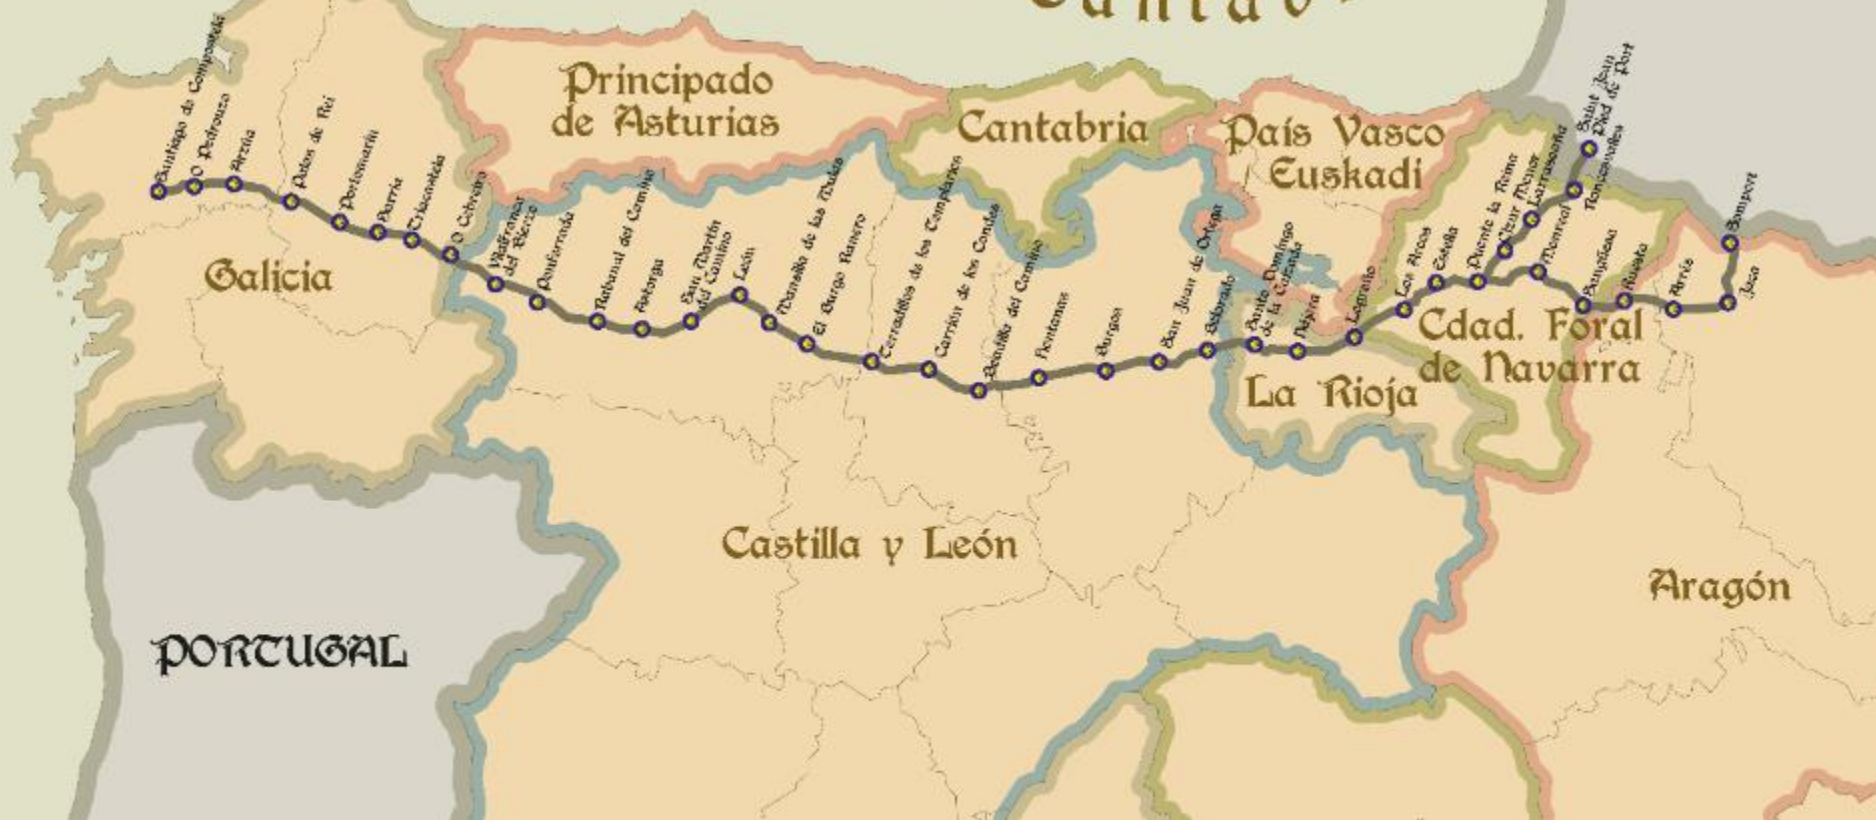 Principado
de Asturias
Cantabria
País Vasco
Euskadi
Galicia
Cdad. Foral
de Navarra
La Rioja
Castilla y León
Aragón
PORTUGAL
Santiago de Compostela
O Pedrouzo
Arzúa
Palas de Rei
Portomarín
Sarria
Triacastela
O Cebreiro
Villafranca
del Bierzo
Ponferrada
Rabanal del Camino
Astorga
San Martín
del Camino
León
Mansilla de las Mulas
El Burgo Ranero
Terradillos de los Templarios
Carrión de los Condes
Boadilla del Camino
Hontanas
Burgos
San Juan de Ortega
Belorado
Santo Domingo
de la Calzada
Nájera
Logroño
Los Arcos
Estella
Puente la Reina
Cizur Menor
Larrasoaña
Roncesvalles
Saint Jean
Pied de Port
Monreal
Sangüesa
Ruesta
Arrés
Jaca
Somport